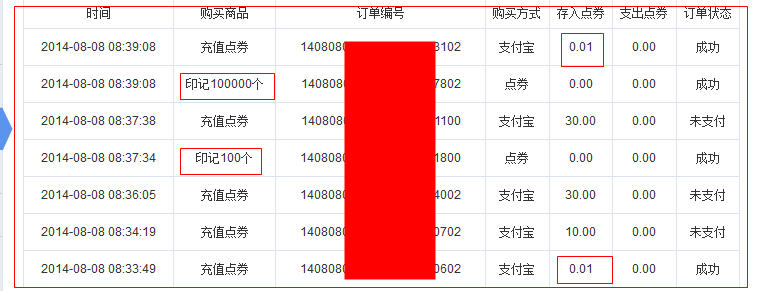 时间 购买商品 订单编号 购买方式 存入点券 支出点券 订单状态
2014-08-08 08:39:08 充值点券 140808 3102 支付宝 0.01 0.00 成功
2014-08-08 08:39:08 印记100000个 140808 7802 点券 0.00 0.00 成功
2014-08-08 08:37:38 充值点券 140808 1100 支付宝 30.00 0.00 未支付
2014-08-08 08:37:34 印记100个 140808 1800 点券 0.00 0.00 成功
2014-08-08 08:36:05 充值点券 140808 4002 支付宝 30.00 0.00 未支付
2014-08-08 08:34:19 充值点券 140808 0702 支付宝 10.00 0.00 未支付
2014-08-08 08:33:49 充值点券 140808 0602 支付宝 0.01 0.00 成功